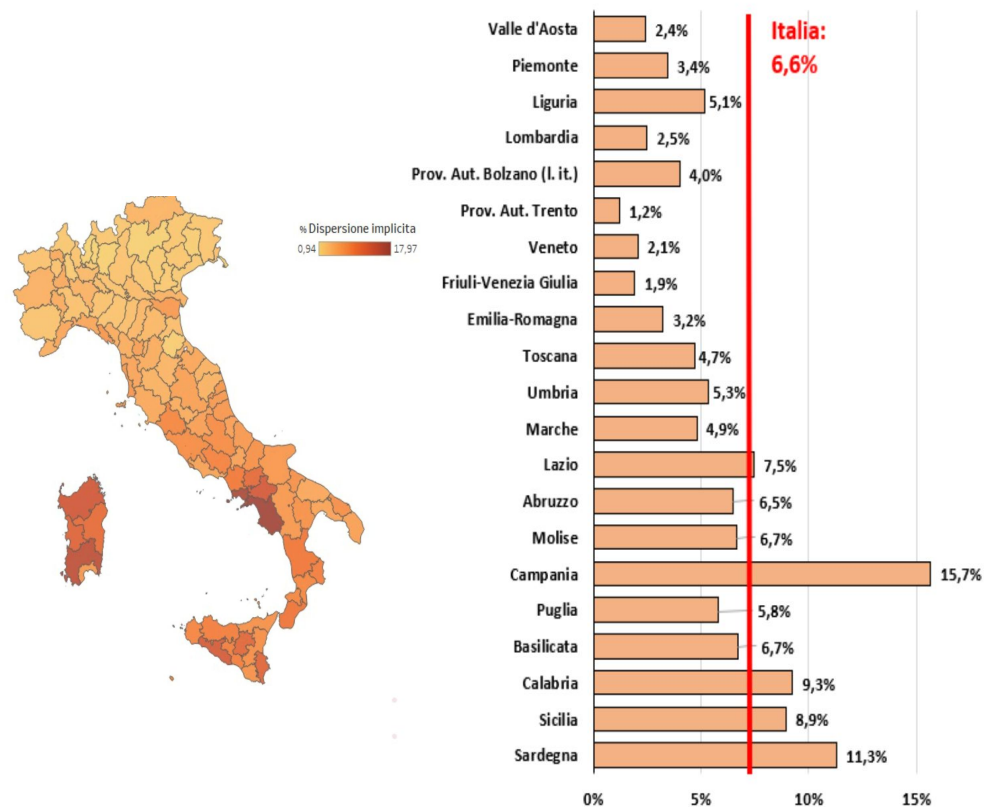 % Dispersione implicita
0,94 17,97
Italia:
6,6%
Valle d'Aosta 2,4%
Piemonte 3,4%
Liguria 5,1%
Lombardia 2,5%
Prov. Aut. Bolzano (l. it.) 4,0%
Prov. Aut. Trento 1,2%
Veneto 2,1%
Friuli-Venezia Giulia 1,9%
Emilia-Romagna 3,2%
Toscana 4,7%
Umbria 5,3%
Marche 4,9%
Lazio 7,5%
Abruzzo 6,5%
Molise 6,7%
Campania 15,7%
Puglia 5,8%
Basilicata 6,7%
Calabria 9,3%
Sicilia 8,9%
Sardegna 11,3%
0% 5% 10% 15%